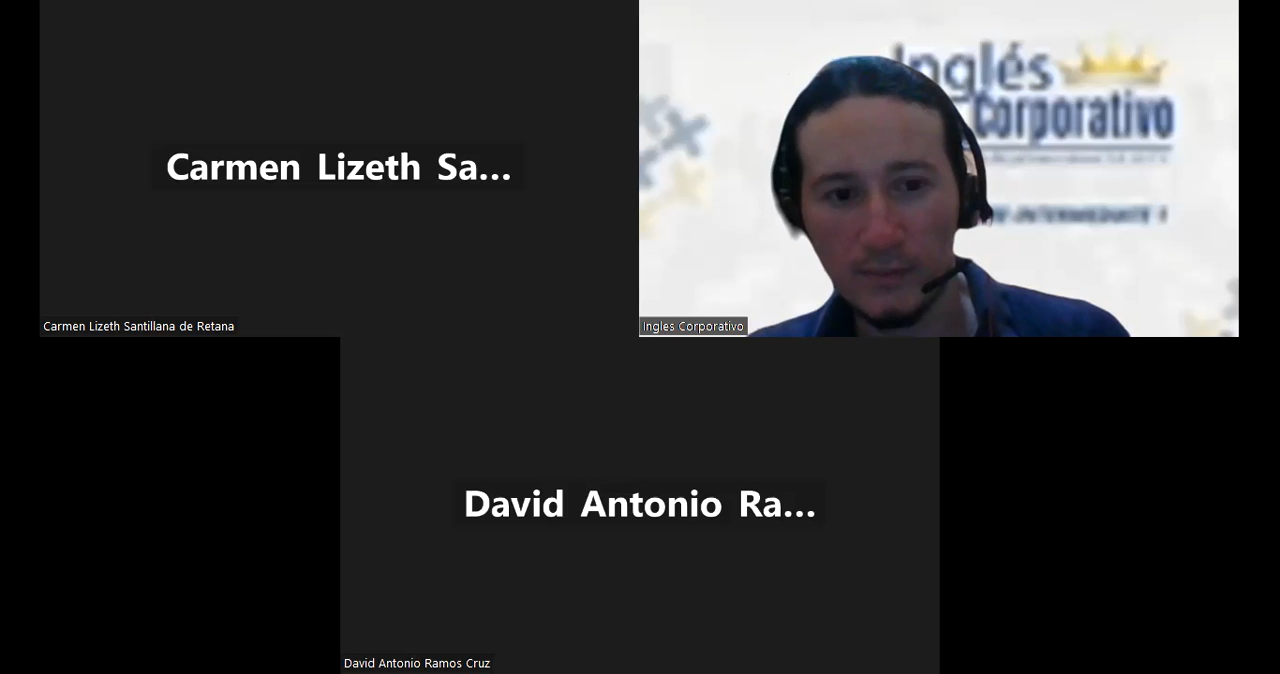 Carmen Lizeth Sa...
Carmen Lizeth Santillana de Retana
Inglés
Corporativo
INTERMEDIATE I
Ingles Corporativo
David Antonio Ra...
David Antonio Ramos Cruz